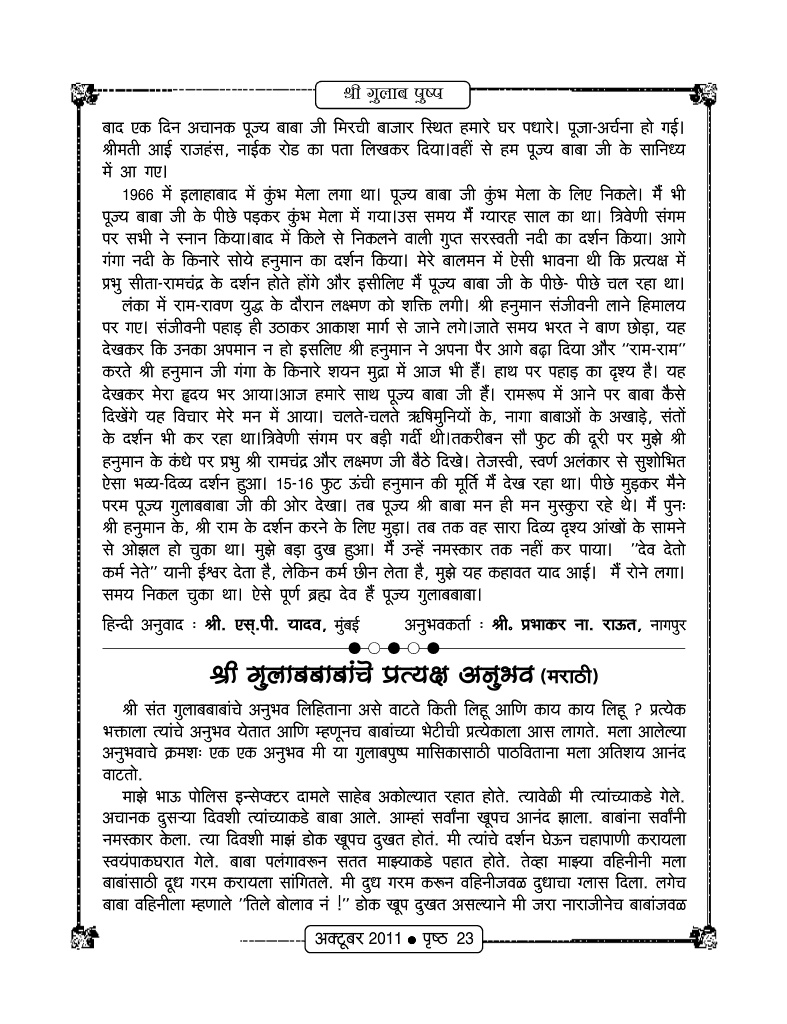 श्री गुलाब पुष्प
बाद एक दिन अचानक पूज्य बाबा जी मिरची बाजार स्थित हमारे घर पधारे। पूजा-अर्चना हो गई।
श्रीमती आई राजहंस, नाईक रोड का पता लिखकर दिया।वहीं से हम पूज्य बाबा जी के सानिध्य
में आ गए।
1966 में इलाहाबाद में कुंभ मेला लगा था। पूज्य बाबा जी कुंभ मेला के लिए निकले। मैं भी
पूज्य बाबा जी के पीछे पड़कर कुंभ मेला में गया।उस समय मैं ग्यारह साल का था। त्रिवेणी संगम
पर सभी ने स्नान किया।बाद में किले से निकलने वाली गुप्त सरस्वती नदी का दर्शन किया। आगे
गंगा नदी के किनारे सोये हनुमान का दर्शन किया। मेरे बालमन में ऐसी भावना थी कि प्रत्यक्ष में
प्रभु सीता-रामचंद्र के दर्शन होते होंगे और इसीलिए मैं पूज्य बाबा जी के पीछे- पीछे चल रहा था।
लंका में राम-रावण युद्ध के दौरान लक्ष्मण को शक्ति लगी। श्री हनुमान संजीवनी लाने हिमालय
पर गए। संजीवनी पहाड़ ही उठाकर आकाश मार्ग से जाने लगे।जाते समय भरत ने बाण छोड़ा, यह
देखकर कि उनका अपमान न हो इसलिए श्री हनुमान ने अपना पैर आगे बढ़ा दिया और ''राम-राम''
करते श्री हनुमान जी गंगा के किनारे शयन मुद्रा में आज भी हैं। हाथ पर पहाड़ का दृश्य है। यह
देखकर मेरा हृदय भर आया।आज हमारे साथ पूज्य बाबा जी हैं। रामरूप में आने पर बाबा कैसे
दिखेंगे यह विचार मेरे मन में आया। चलते-चलते ऋषिमुनियों के, नागा बाबाओं के अखाड़े, संतों
के दर्शन भी कर रहा था।त्रिवेणी संगम पर बड़ी गर्दी थी।तकरीबन सौ फुट की दूरी पर मुझे श्री
हनुमान के कंधे पर प्रभु श्री रामचंद्र और लक्ष्मण जी बैठे दिखे। तेजस्वी, स्वर्ण अलंकार से सुशोभित
ऐसा भव्य-दिव्य दर्शन हुआ। 15-16 फुट ऊंची हनुमान की मूर्ति मैं देख रहा था। पीछे मुड़कर मैने
परम पूज्य गुलाबबाबा जी की ओर देखा। तब पूज्य श्री बाबा मन ही मन मुस्कुरा रहे थे। मैं पुनः
श्री हनुमान के, श्री राम के दर्शन करने के लिए मुड़ा। तब तक वह सारा दिव्य दृश्य आंखों के सामने
से ओझल हो चुका था। मुझे बड़ा दुख हुआ। मैं उन्हें नमस्कार तक नहीं कर पाया। ''देव देतो
कर्म नेते'' यानी ईश्वर देता है, लेकिन कर्म छीन लेता है, मुझे यह कहावत याद आई। मैं रोने लगा।
समय निकल चुका था। ऐसे पूर्ण ब्रह्म देव हैं पूज्य गुलाबबाबा।
हिन्दी अनुवाद : श्री. एस्.पी. यादव, मुंबई अनुभवकर्ता : श्री. प्रभाकर ना. राऊत, नागपुर
श्री गुलाबबाबांचे प्रत्यक्ष अनुभव (मराठी)
श्री संत गुलाबबाबांचे अनुभव लिहिताना असे वाटते किती लिहू आणि काय काय लिहू ? प्रत्येक
भक्ताला त्यांचे अनुभव येतात आणि म्हणूनच बाबांच्या भेटीची प्रत्येकाला आस लागते. मला आलेल्या
अनुभवाचे क्रमशः एक एक अनुभव मी या गुलाबपुष्प मासिकासाठी पाठविताना मला अतिशय आनंद
वाटतो.
माझे भाऊ पोलिस इन्सेप्क्टर दामले साहेब अकोल्यात रहात होते. त्यावेळी मी त्यांच्याकडे गेले.
अचानक दुसऱ्या दिवशी त्यांच्याकडे बाबा आले. आम्हां सर्वांना खूपच आनंद झाला. बाबांना सर्वांनी
नमस्कार केला. त्या दिवशी माझं डोक खूपच दुखत होतं. मी त्यांचे दर्शन घेऊन चहापाणी करायला
स्वयंपाकघरात गेले. बाबा पलंगावरून सतत माझ्याकडे पहात होते. तेव्हा माझ्या वहिनीनी मला
बाबांसाठी दूध गरम करायला सांगितले. मी दुध गरम करून वहिनीजवळ दुधाचा ग्लास दिला. लगेच
बाबा वहिनीला म्हणाले ''तिले बोलाव नं !'' डोक खूप दुखत असल्याने मी जरा नाराजीनेच बाबांजवळ
अक्टूबर 2011 ● पृष्ठ 23